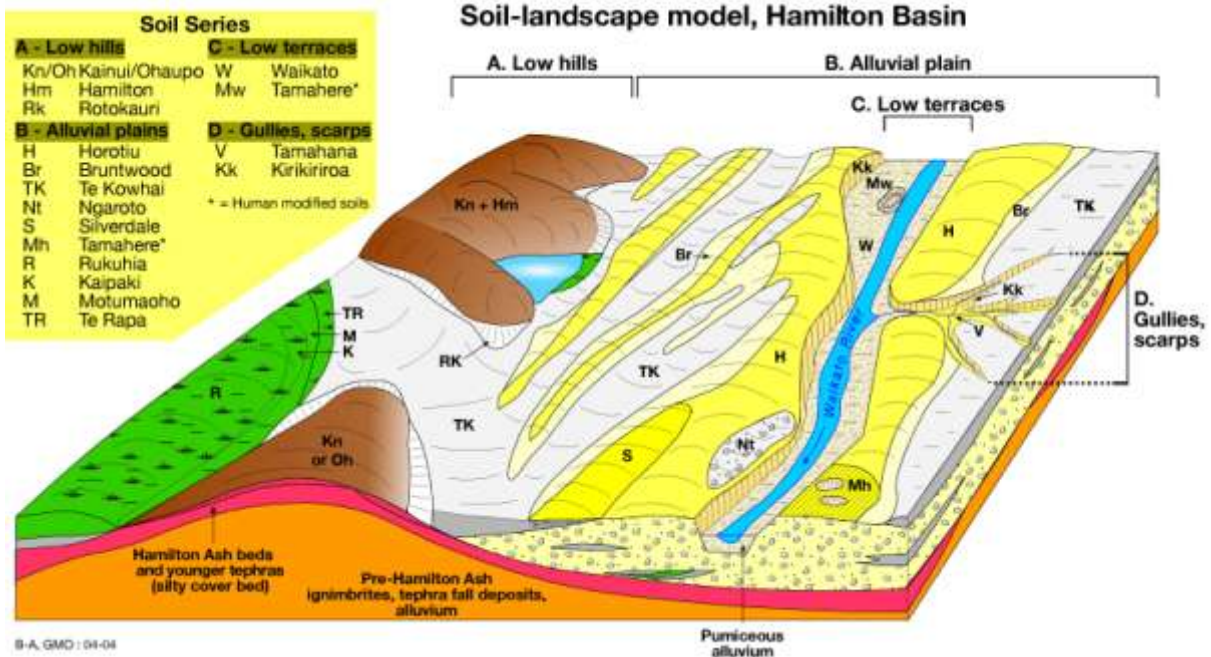 Soil-landscape model, Hamilton Basin
Soil Series
A - Low hills
Kn/Oh Kainui/Ohaupo
Hm Hamilton
Rk Rotokauri
B - Alluvial plains
H Horotiu
Br Bruntwood
TK Te Kowhai
Nt Ngaroto
S Silverdale
Mh Tamahere*
R Rukuhia
K Kaipaki
M Motumaoho
TR Te Rapa
C - Low terraces
W Waikato
Mw Tamahere*
D - Gullies, scarps
V Tamahana
Kk Kirikiriroa
* = Human modified soils
A. Low hills
B. Alluvial plain
C. Low terraces
Kk
Mw
Kn + Hm
W
H
Br
TK
Br
Kk
V
D.
Gullies,
scarps
TR
M
K
RK
R
TK
H
Waikato River
TK
Kn
or Oh
S
Nt
Mh
Hamilton Ash beds
and younger tephras
(silty cover bed)
Pre-Hamilton Ash
ignimbrites, tephra fall deposits,
alluvium
Pumiceous
alluvium
B-A, GMO : 04-04